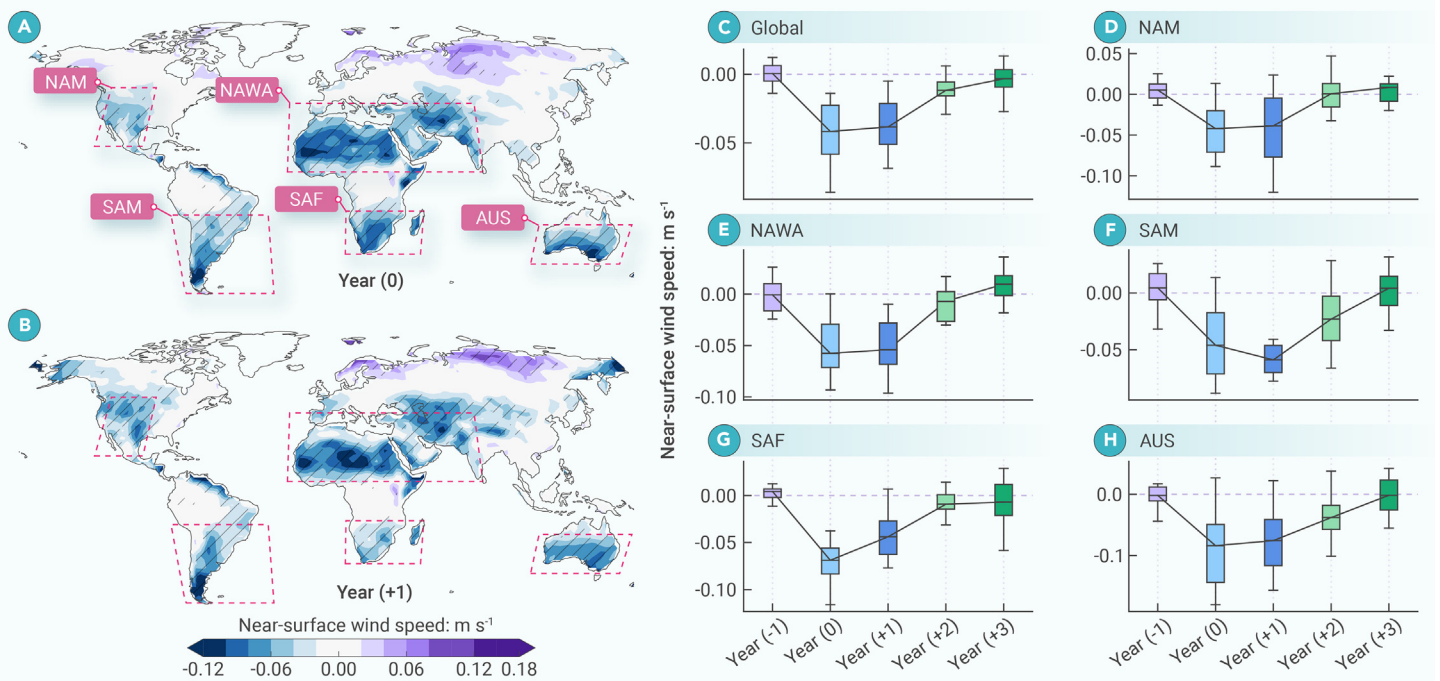 A
NAM
NAWA
SAM
SAF
AUS
Year (0)
B
Year (+1)
Near-surface wind speed: m s⁻¹
-0.12 -0.06 0.00 0.06 0.12 0.18
Near-surface wind speed: m s⁻¹
C Global
0.00
-0.05
D NAM
0.05
0.00
-0.05
-0.10
E NAWA
0.00
-0.05
-0.10
F SAM
0.00
-0.05
G SAF
0.00
-0.05
-0.10
Year (-1) Year (0) Year (+1) Year (+2) Year (+3)
H AUS
0.0
-0.1
Year (-1) Year (0) Year (+1) Year (+2) Year (+3)